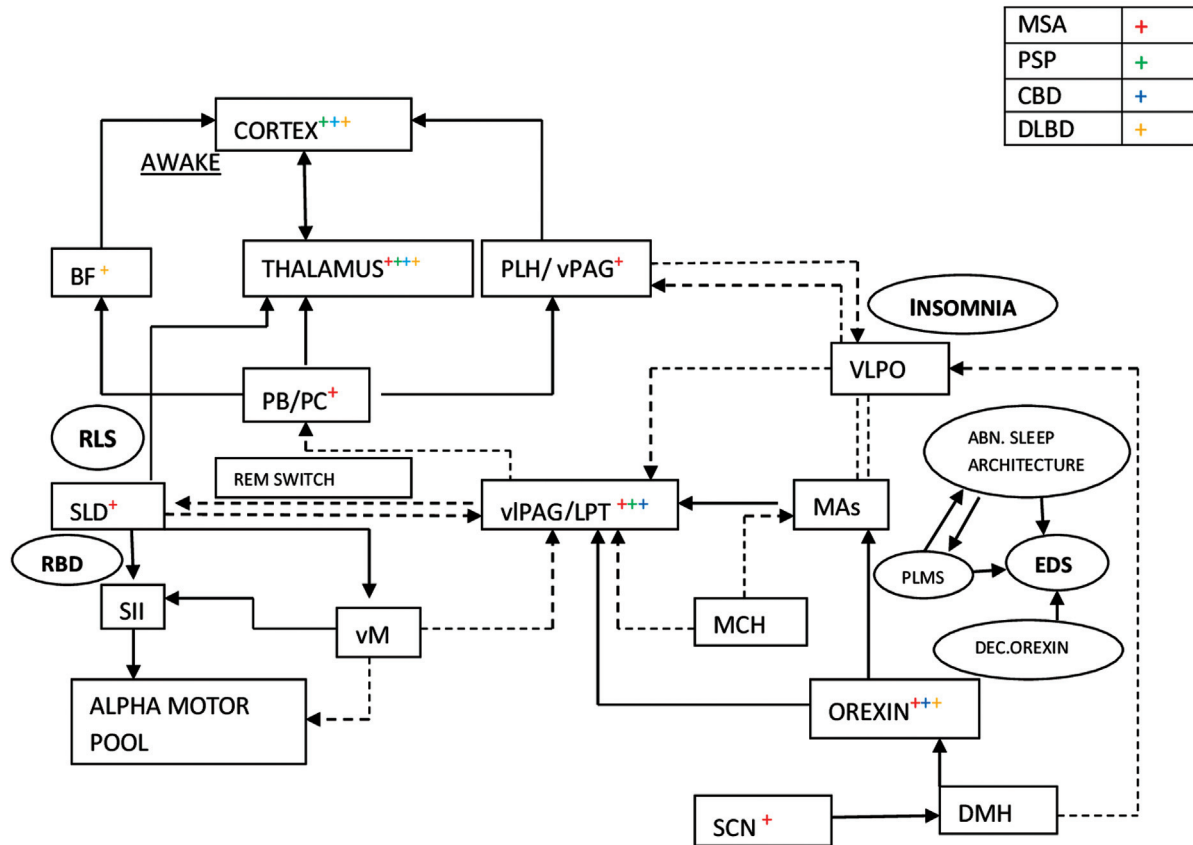 MSA +
PSP +
CBD +
DLBD +
CORTEX+++
AWAKE
BF +
THALAMUS++++
PLH/ vPAG+
INSOMNIA
VLPO
PB/PC+
RLS
ABN. SLEEP
ARCHITECTURE
REM SWITCH
SLD+
vlPAG/LPT +++
MAs
EDS
PLMS
RBD
SII
vM
MCH
DEC.OREXIN
ALPHA MOTOR
POOL
OREXIN+++
SCN +
DMH